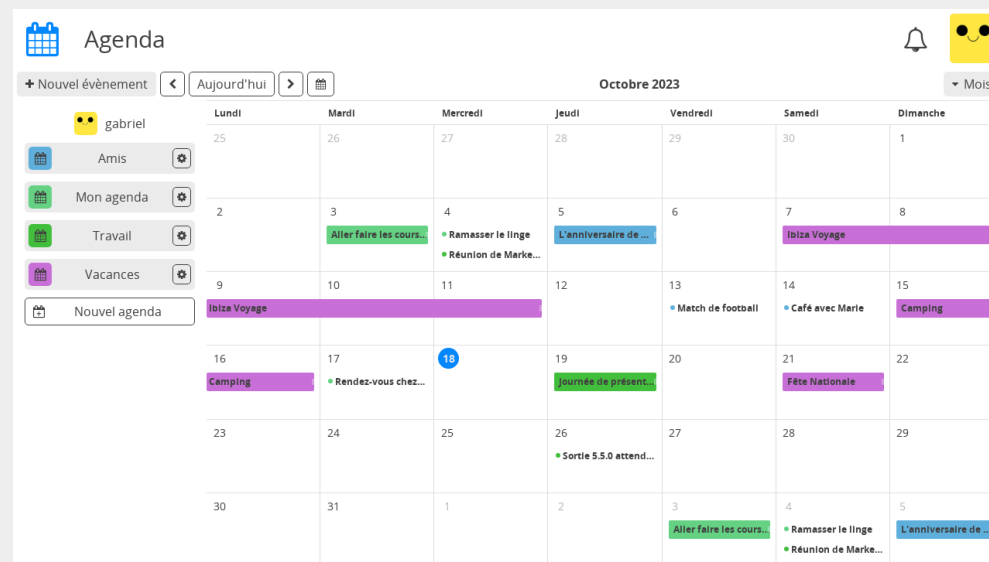 Agenda
Nouvel évènement
Aujourd'hui
Octobre 2023
Mois
gabriel
Amis
Mon agenda
Travail
Vacances
Nouvel agenda
Lundi Mardi Mercredi Jeudi Vendredi Samedi Dimanche
25 26 27 28 29 30 1
2 3 4 5 6 7 8
Aller faire les cours... Ramasser le linge L'anniversaire de ... Ibiza Voyage
Réunion de Marke...
9 10 11 12 13 14 15
Ibiza Voyage Match de football Café avec Marie Camping
16 17 18 19 20 21 22
Camping Rendez-vous chez... Journée de présent... Fête Nationale
23 24 25 26 27 28 29
Sortie 5.5.0 attend...
30 31 1 2 3 4 5
Aller faire les cours... Ramasser le linge L'anniversaire de ...
Réunion de Marke...